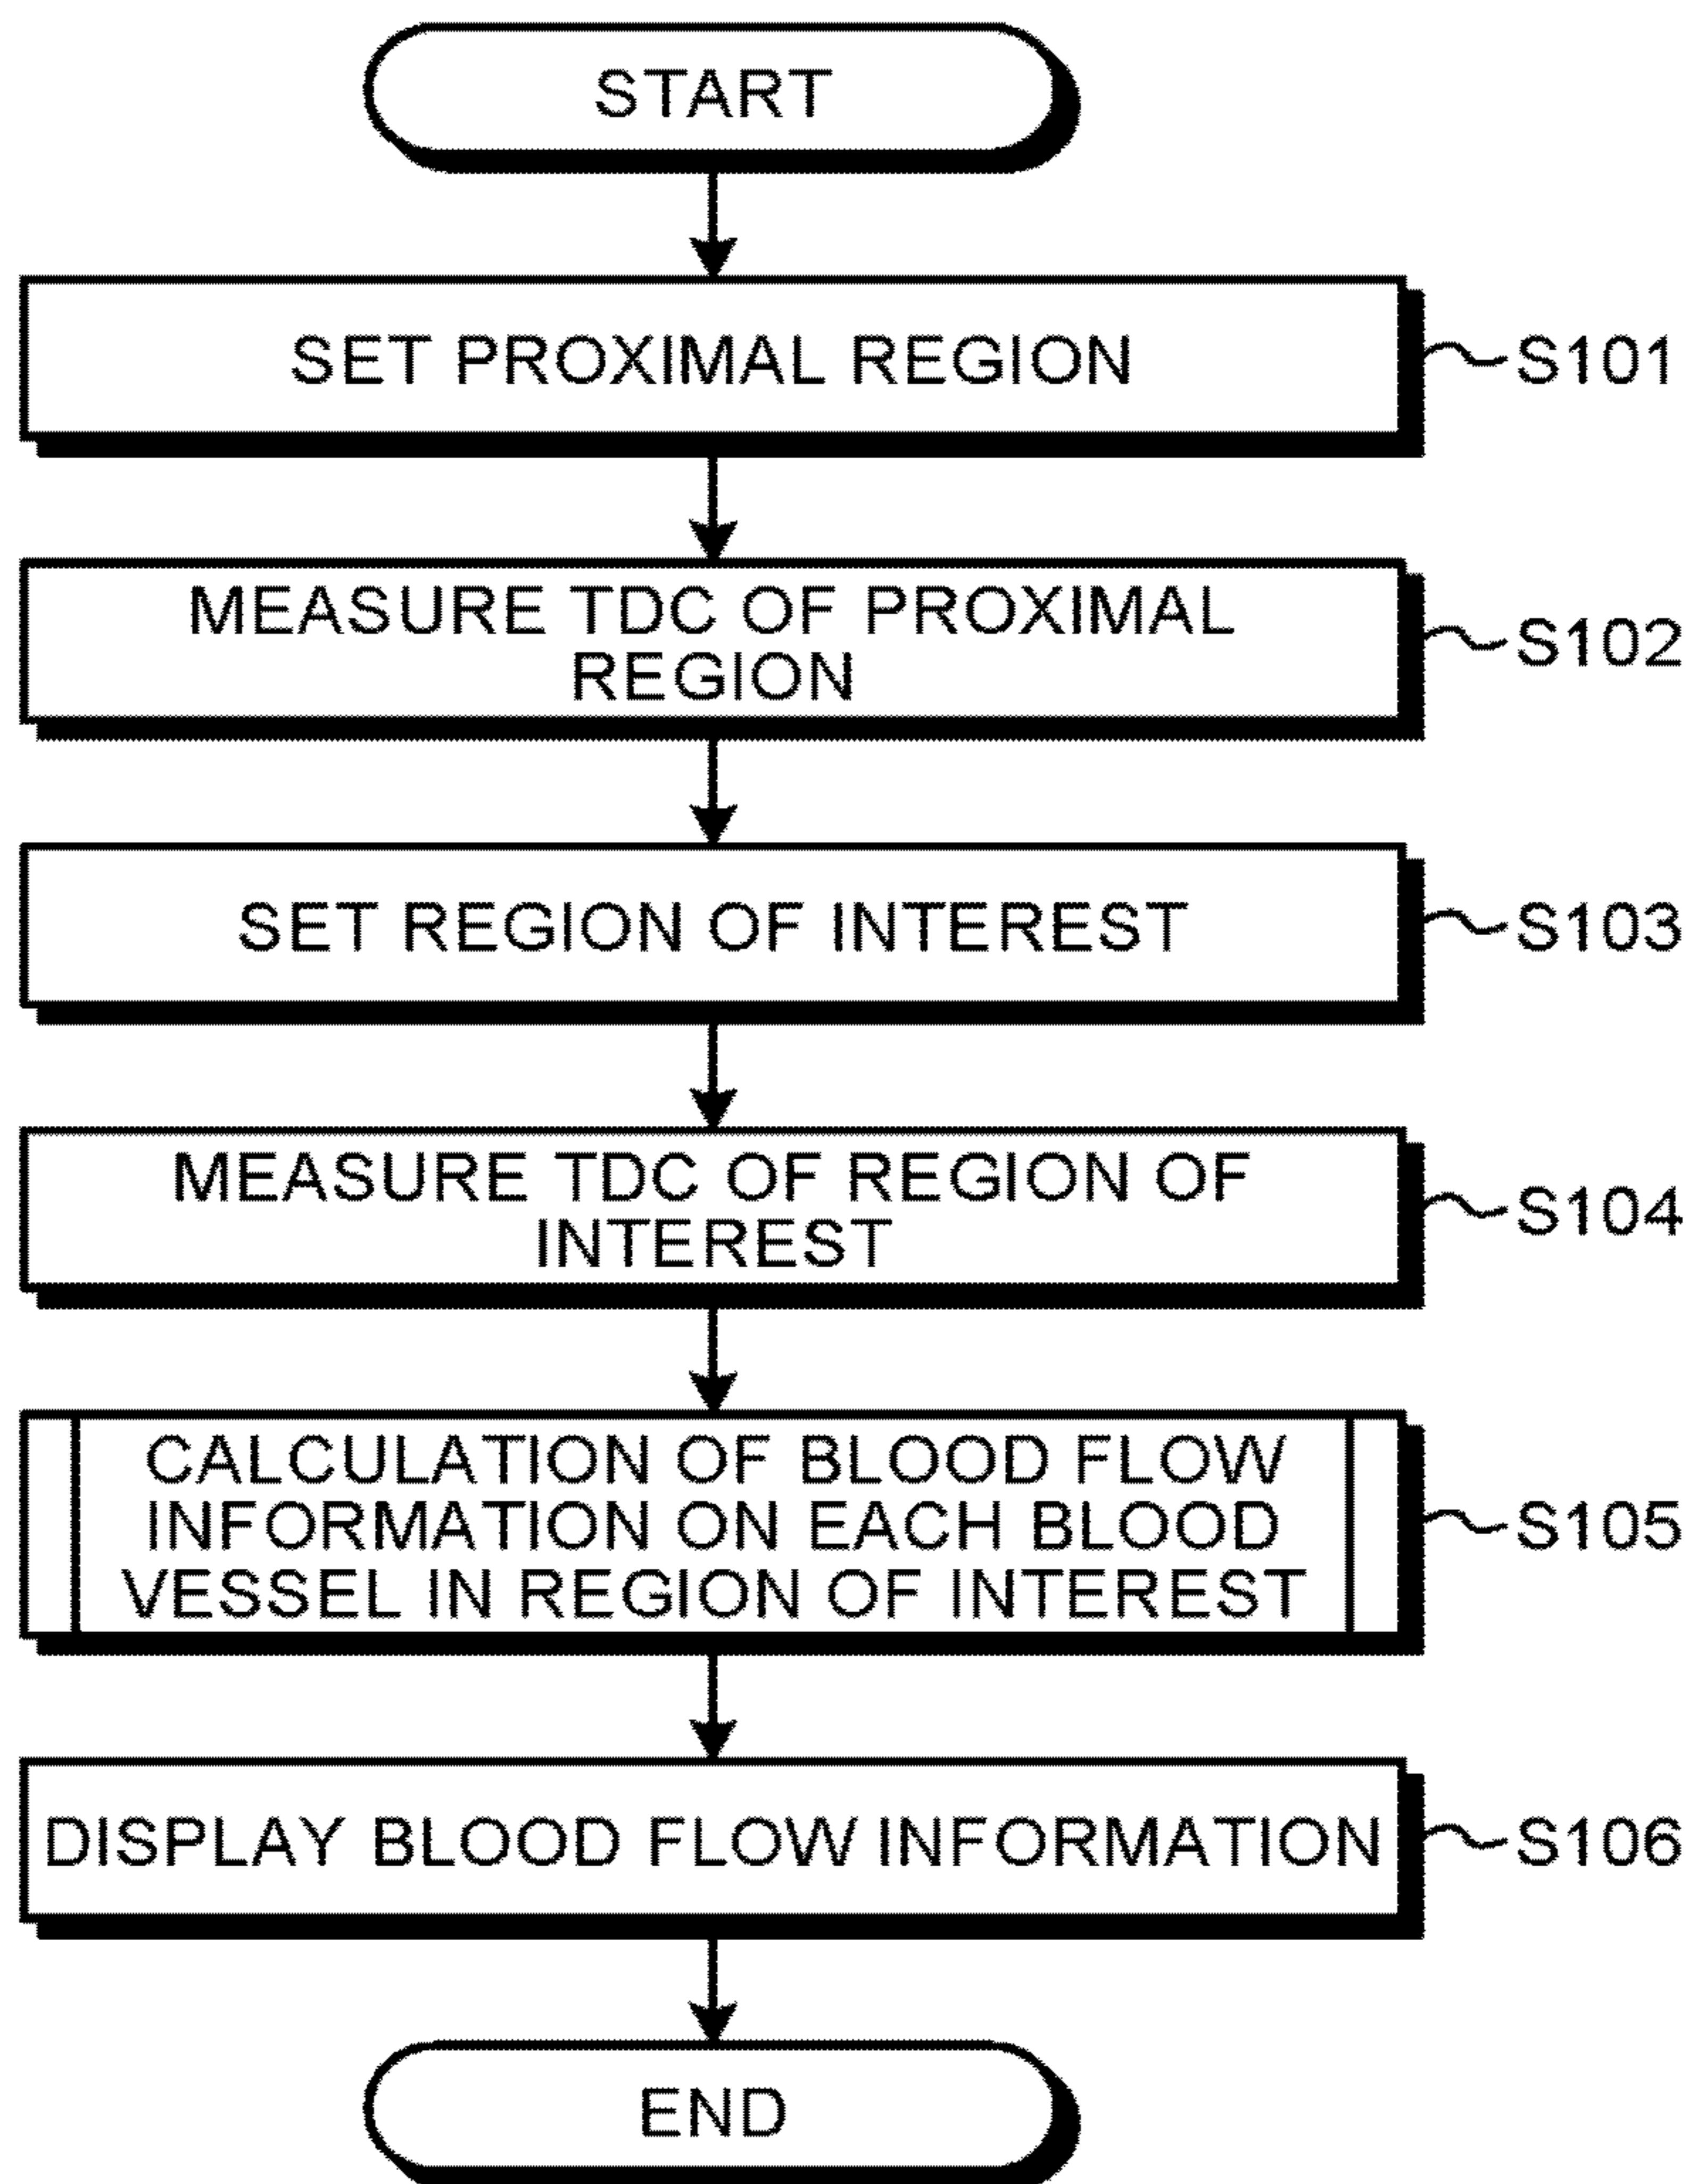 START
SET PROXIMAL REGION
S101
MEASURE TDC OF PROXIMAL
REGION
S102
SET REGION OF INTEREST
S103
MEASURE TDC OF REGION OF
INTEREST
S104
CALCULATION OF BLOOD FLOW
INFORMATION ON EACH BLOOD
VESSEL IN REGION OF INTEREST
S105
DISPLAY BLOOD FLOW INFORMATION
S106
END